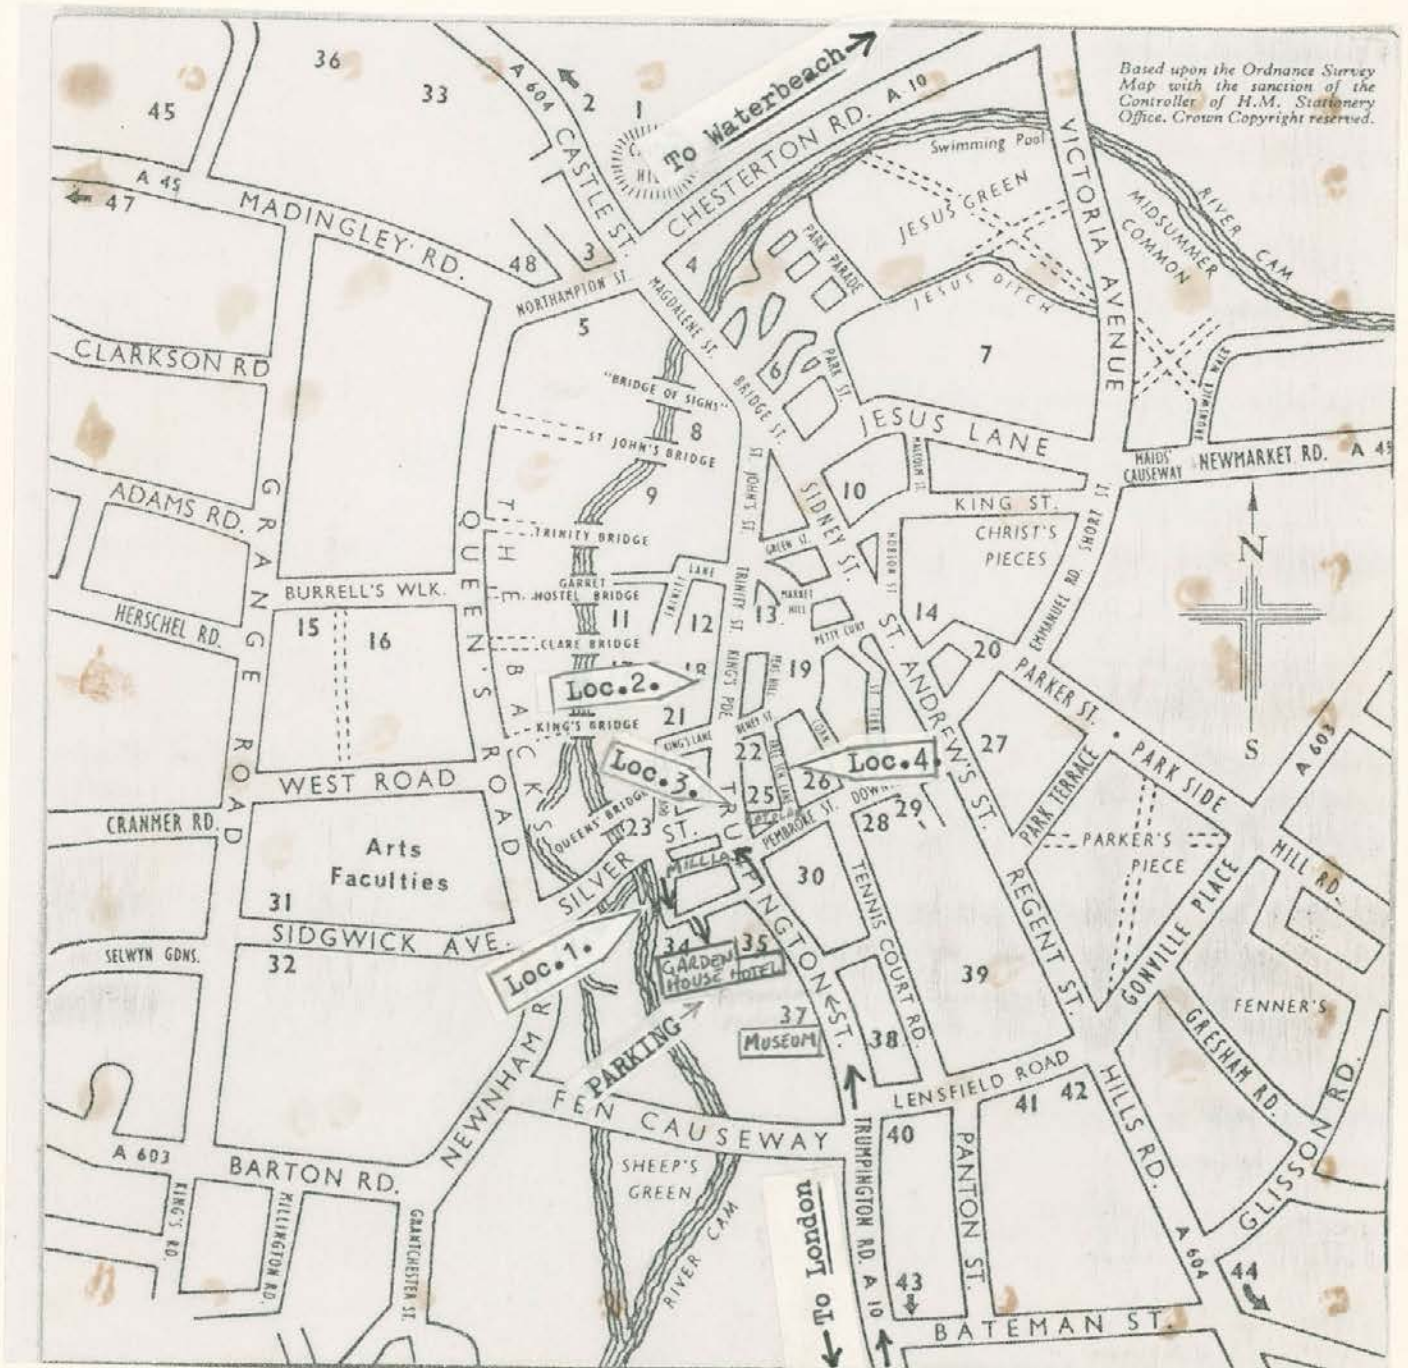 Based upon the Ordnance Survey
Map with the sanction of the
Controller of H.M. Stationery
Office. Crown Copyright reserved.
To Waterbeach
36
33
45
2
1
A 604
CASTLE ST.
CHESTERTON RD. A 10
Swimming Pool
JESUS GREEN
VICTORIA AVENUE
MIDSUMMER
COMMON
RIVER CAM
A 45
47
MADINGLEY RD.
48
3
4
NORTHAMPTON ST.
MAGDALENE ST.
PARK PARADE
JESUS DITCH
5
6
7
CLARKSON RD
"BRIDGE OF SIGHS"
BRIDGE ST.
PARK ST.
BRUNSWICK WALK
8
ST JOHN'S BRIDGE
JESUS LANE
MALCOLM ST.
MAIDS'
CAUSEWAY
NEWMARKET RD.
A 45
ADAMS RD.
GRANGE ROAD
QUEEN'S ROAD
THE BACKS
9
ST. JOHN'S ST.
SIDNEY ST.
10
KING ST.
SHORT ST.
CHRIST'S
PIECES
N
TRINITY BRIDGE
GREEN ST.
HOBSON ST.
GARRET
HOSTEL BRIDGE
TRINITY LANE
TRINITY ST.
MARKET
HILL
BURRELL'S WLK.
HERSCHEL RD.
15
16
11
12
13
14
EMMANUEL RD.
CLARE BRIDGE
PETTY CURY
20
Loc.2.
KING'S PDE.
19
ST. ANDREW'S ST.
PARKER ST.
S
KING'S BRIDGE
21
KING'S LANE
BENET ST.
27
PARK SIDE
A 603
WEST ROAD
Loc.3.
22
Loc.4.
PARK TERRACE
CRANMER RD.
QUEENS' BRIDGE
23
25
26
PEMBROKE ST.
28
29
PARKER'S
PIECE
MILL RD.
Arts
Faculties
SILVER ST.
30
TENNIS COURT RD.
REGENT ST.
GONVILLE PLACE
31
SIDGWICK AVE.
TRUMPINGTON ST.
SELWYN GDNS.
32
Loc.1.
34
35
GARDEN
HOUSE HOTEL
39
FENNER'S
37
MUSEUM
38
PARKING
GRESHAM RD.
NEWNHAM R
FEN CAUSEWAY
LENSFIELD ROAD
41
42
HILLS RD.
GLISSON RD.
A 603
BARTON RD.
SHEEP'S
GREEN
RIVER CAM
40
PANTON ST.
TRUMPINGTON RD. A 10
KING'S RD.
MILLINGTON RD.
GRANTCHESTER ST.
To London
43
A 604
44
BATEMAN ST.